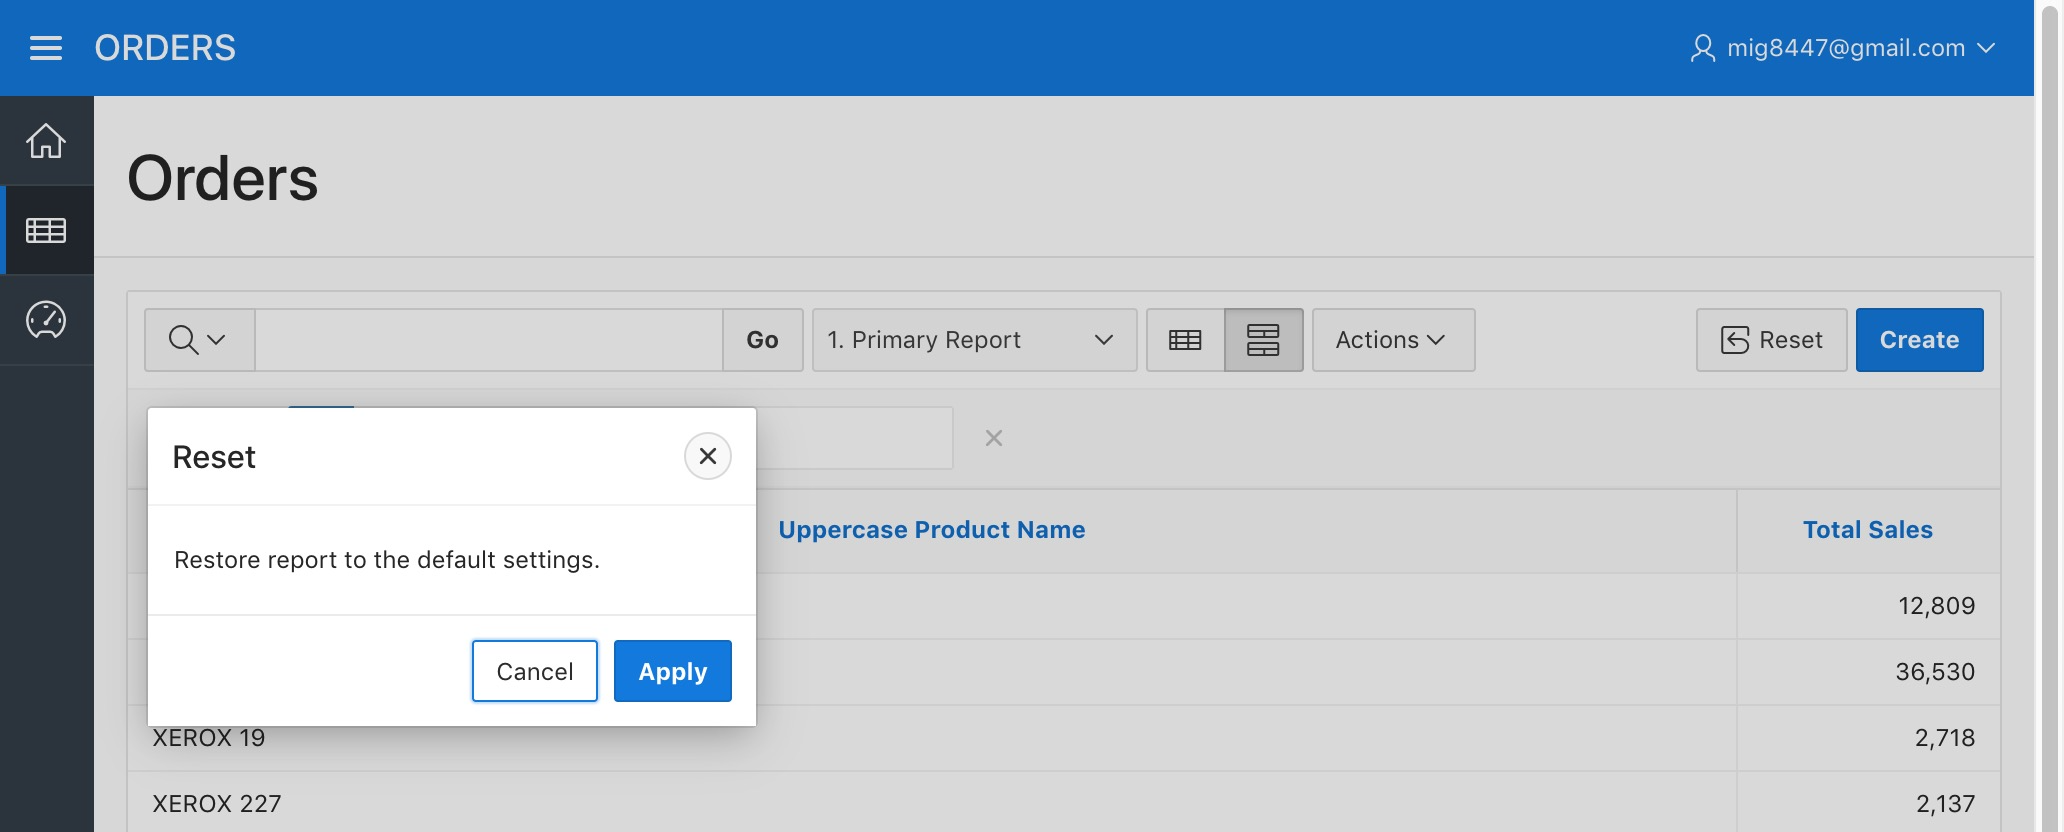 ORDERS
mig8447@gmail.com
Orders
Go
1. Primary Report
Actions
Reset
Create
Reset
Restore report to the default settings.
Cancel
Apply
Uppercase Product Name
Total Sales
12,809
36,530
XEROX 19
2,718
XEROX 227
2,137